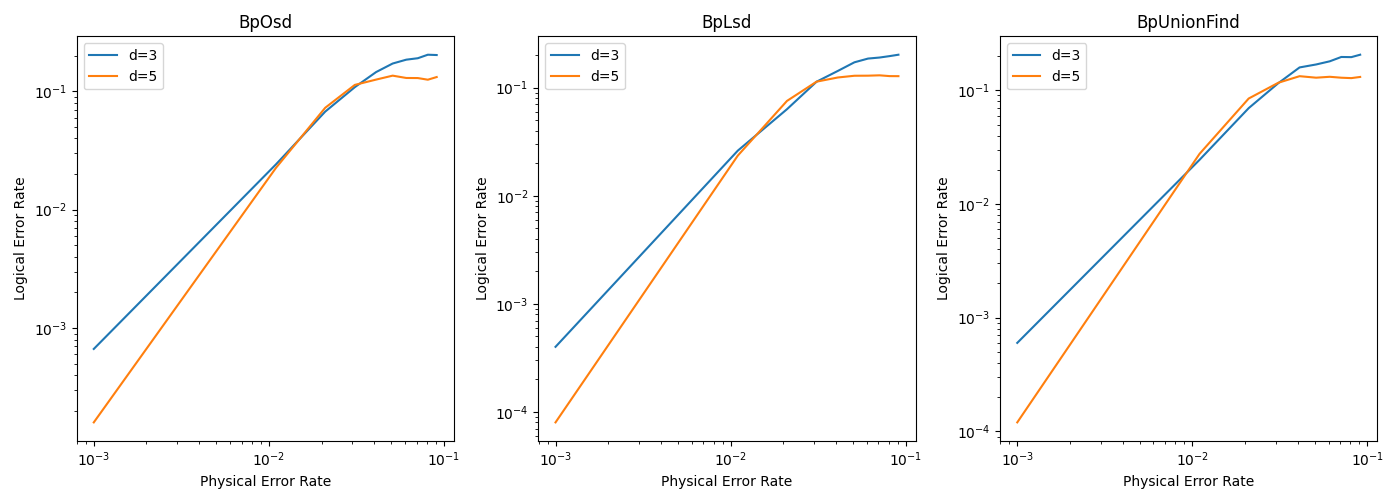 BpOsd
d=3
d=5
10⁻¹
10⁻²
10⁻³
Logical Error Rate
10⁻³ 10⁻² 10⁻¹
Physical Error Rate
BpLsd
d=3
d=5
10⁻¹
10⁻²
10⁻³
10⁻⁴
Logical Error Rate
10⁻³ 10⁻² 10⁻¹
Physical Error Rate
BpUnionFind
d=3
d=5
10⁻¹
10⁻²
10⁻³
10⁻⁴
Logical Error Rate
10⁻³ 10⁻² 10⁻¹
Physical Error Rate